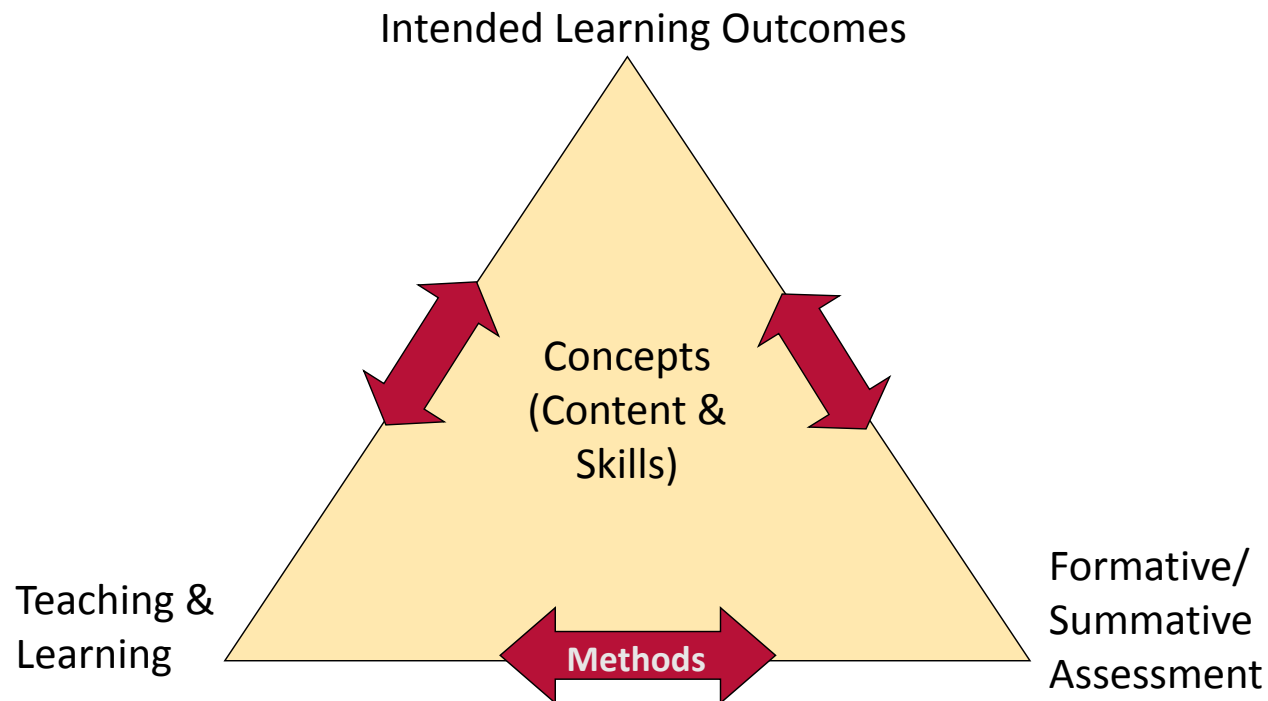 Intended Learning Outcomes
Concepts
(Content &
Skills)
Teaching &
Learning
Methods
Formative/
Summative
Assessment